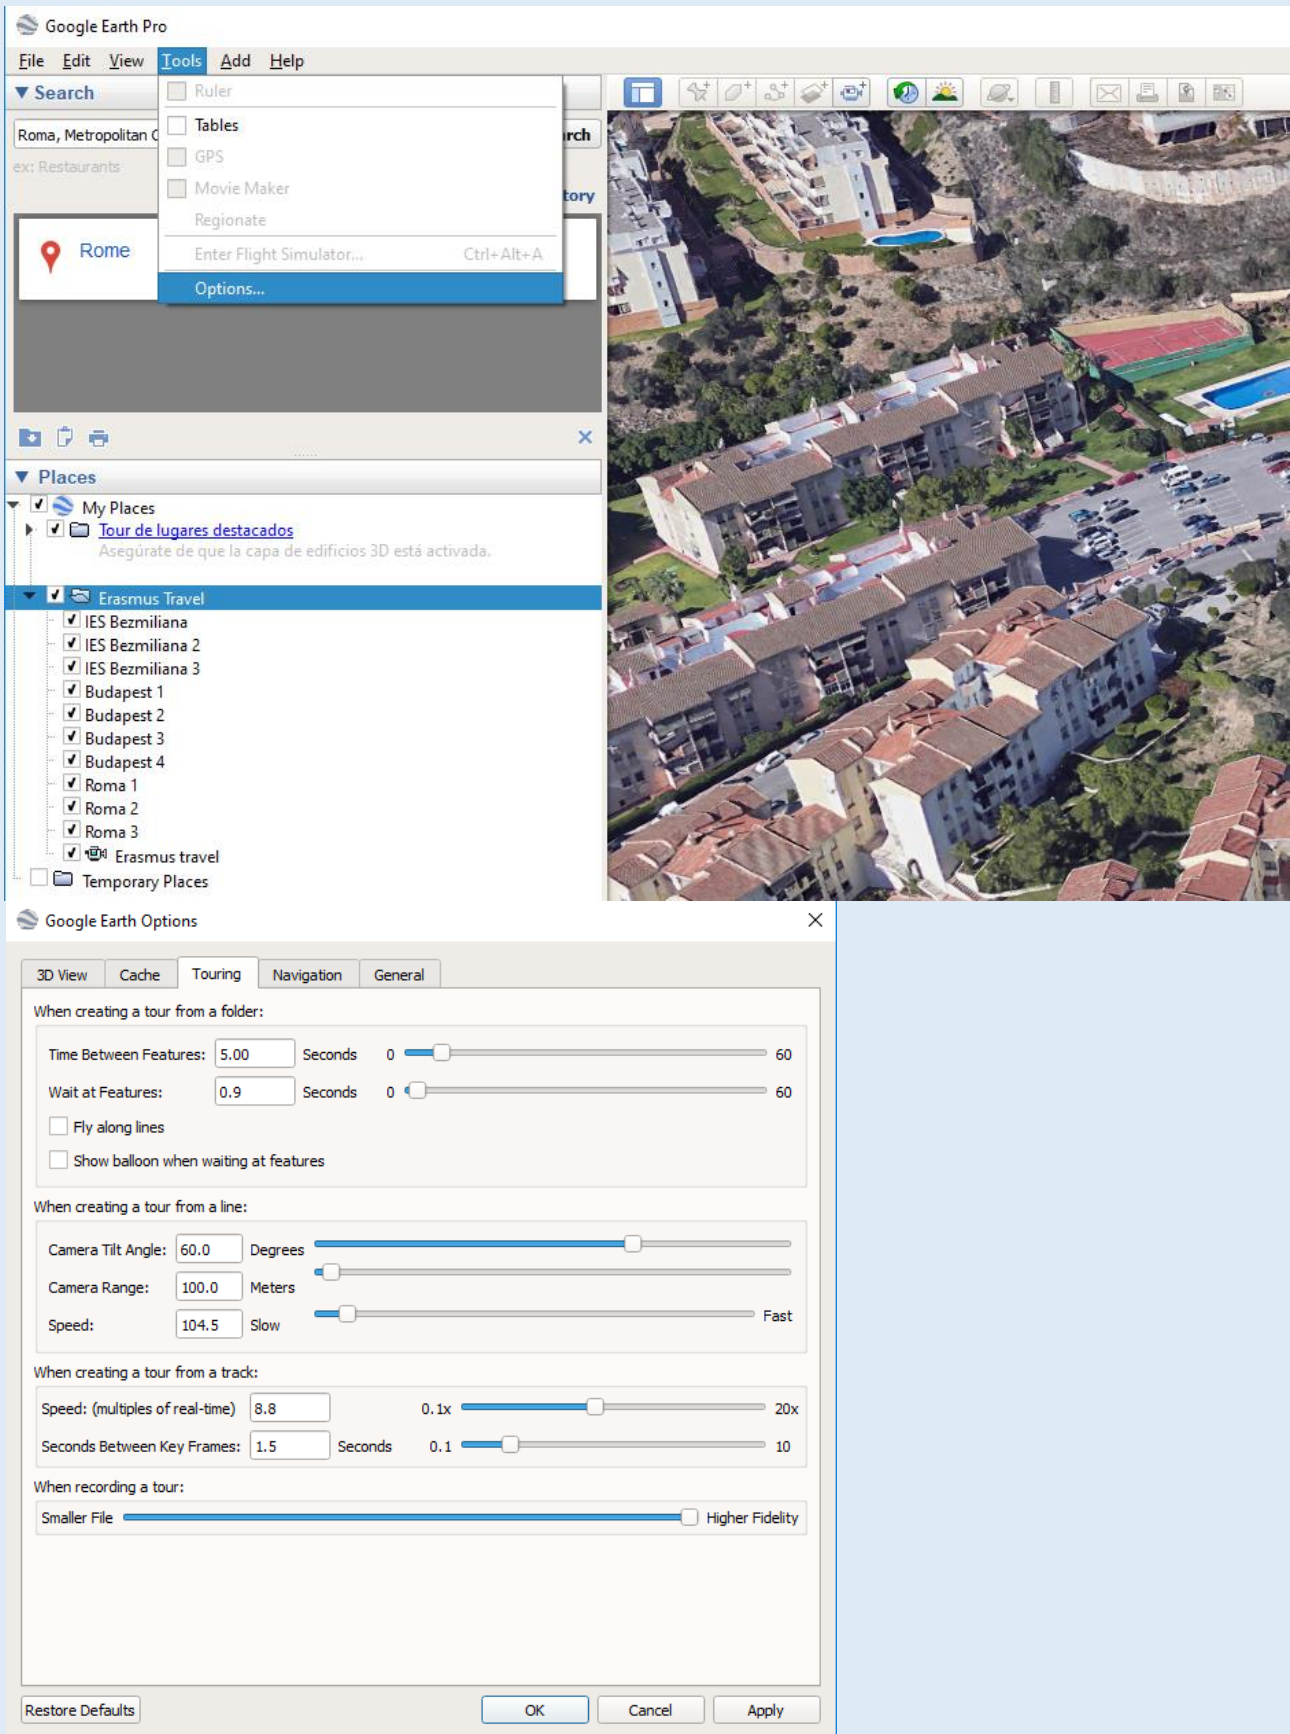 Google Earth Pro
File Edit View Tools Add Help
Search
Ruler
Tables
GPS
Movie Maker
Regionate
Enter Flight Simulator... Ctrl+Alt+A
Options...
Roma, Metropolitan
rch
ex: Restaurants
tory
Rome
Places
My Places
Tour de lugares destacados
Asegúrate de que la capa de edificios 3D está activada.
Erasmus Travel
IES Bezmiliana
IES Bezmiliana 2
IES Bezmiliana 3
Budapest 1
Budapest 2
Budapest 3
Budapest 4
Roma 1
Roma 2
Roma 3
Erasmus travel
Temporary Places
Google Earth Options
3D View Cache Touring Navigation General
When creating a tour from a folder:
Time Between Features: 5.00 Seconds 0 60
Wait at Features: 0.9 Seconds 0 60
Fly along lines
Show balloon when waiting at features
When creating a tour from a line:
Camera Tilt Angle: 60.0 Degrees
Camera Range: 100.0 Meters
Speed: 104.5 Slow Fast
When creating a tour from a track:
Speed: (multiples of real-time) 8.8 0.1x 20x
Seconds Between Key Frames: 1.5 Seconds 0.1 10
When recording a tour:
Smaller File Higher Fidelity
Restore Defaults OK Cancel Apply